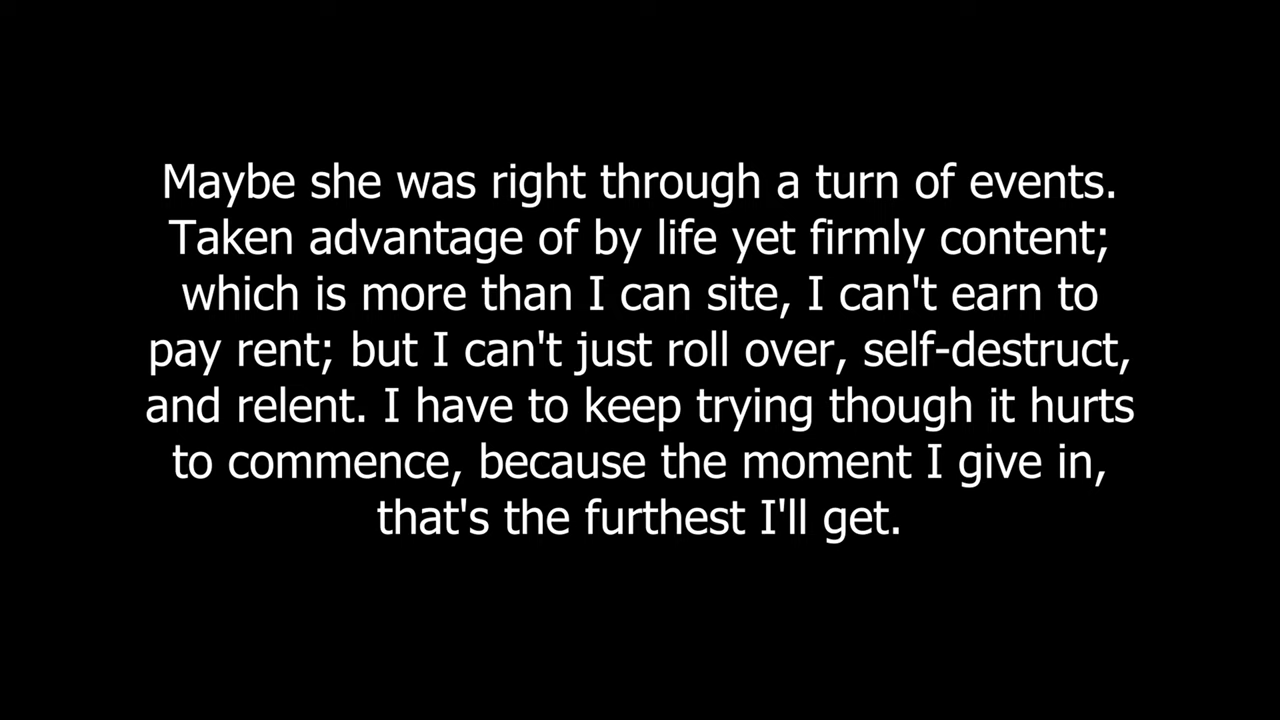 Maybe she was right through a turn of events.
Taken advantage of by life yet firmly content;
which is more than I can site, I can't earn to
pay rent; but I can't just roll over, self-destruct,
and relent. I have to keep trying though it hurts
to commence, because the moment I give in,
that's the furthest I'll get.